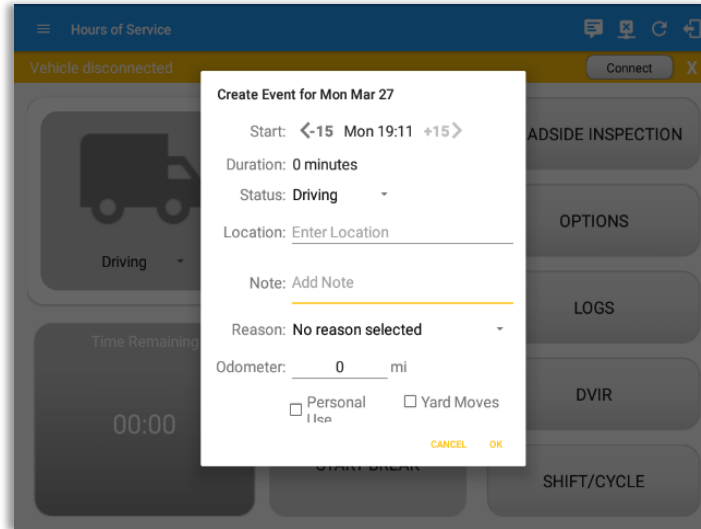 Hours of Service
Vehicle disconnected
Connect
X
Create Event for Mon Mar 27
Start: -15 Mon 19:11 +15
Duration: 0 minutes
Status: Driving
Location: Enter Location
Note: Add Note
Reason: No reason selected
Odometer: 0 mi
Personal
Use
Yard Moves
CANCEL OK
Driving
Time Remaining
00:00
START BREAK
ADSIDE INSPECTION
OPTIONS
LOGS
DVIR
SHIFT/CYCLE